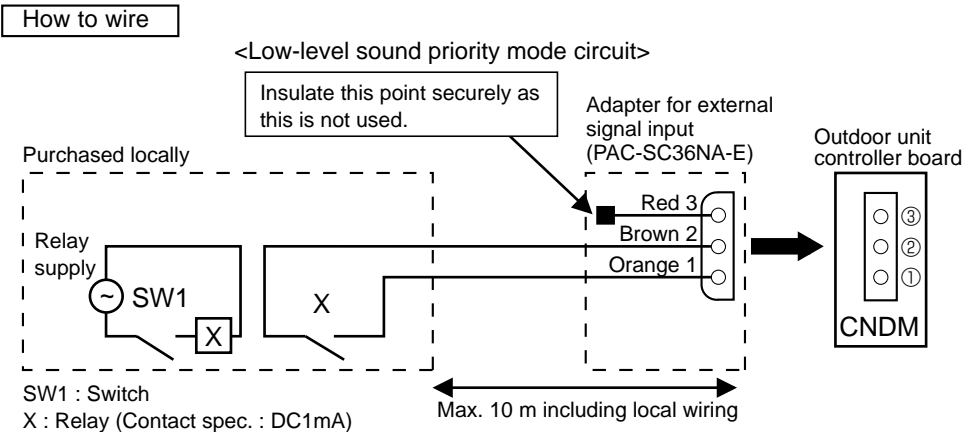 How to wire
<Low-level sound priority mode circuit>
Insulate this point securely as
this is not used.
Adapter for external
signal input
(PAC-SC36NA-E)
Outdoor unit
controller board
Purchased locally
Red 3
Brown 2
Orange 1
③
②
①
CNDM
Relay
supply
~
SW1
X
X
SW1 : Switch
X : Relay (Contact spec. : DC1mA)
Max. 10 m including local wiring